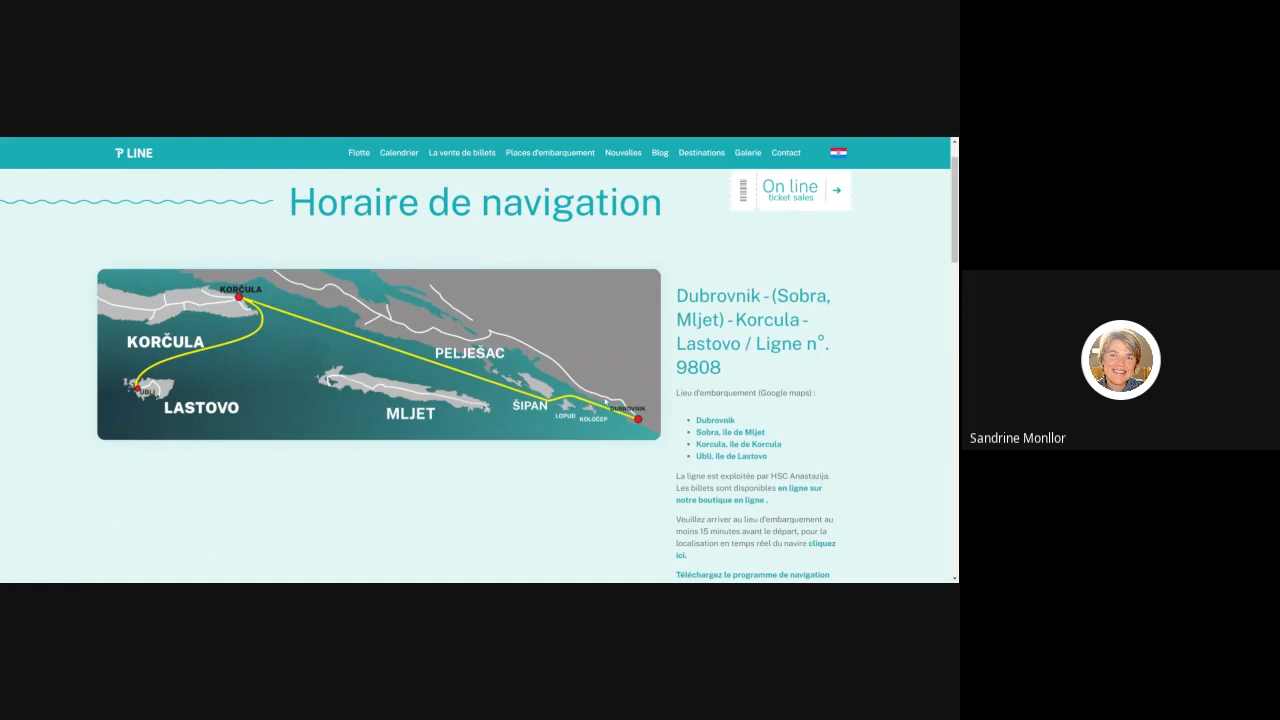 P LINE
Flotte Calendrier La vente de billets Places d'embarquement Nouvelles Blog Destinations Galerie Contact
Horaire de navigation
On line
ticket sales
KORČULA
KORČULA
PELJEŠAC
UBLI
LASTOVO
MLJET
ŠIPAN
LOPUD
KOLOČEP
DUBROVNIK
Dubrovnik - (Sobra,
Mljet) - Korcula -
Lastovo / Ligne n°.
9808
Lieu d'embarquement (Google maps) :
Dubrovnik
Sobra, île de Mljet
Korcula, île de Korcula
Ubli, île de Lastovo
La ligne est exploitée par HSC Anastazija.
Les billets sont disponibles en ligne sur
notre boutique en ligne .
Veuillez arriver au lieu d'embarquement au
moins 15 minutes avant le départ, pour la
localisation en temps réel du navire cliquez
ici.
Téléchargez le programme de navigation
Sandrine Monllor